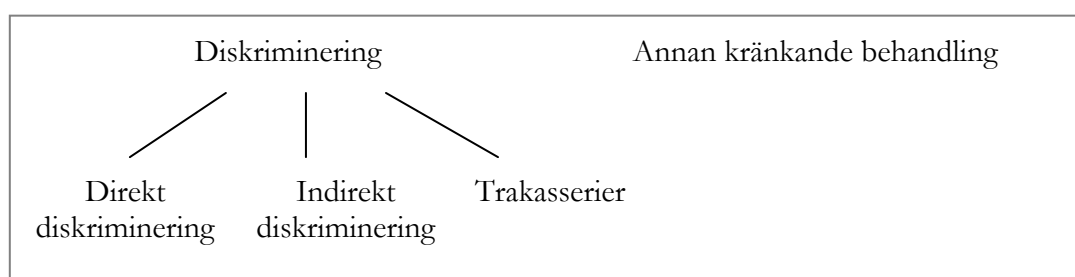 Diskriminering Annan kränkande behandling
Direkt diskriminering
Indirekt diskriminering
Trakasserier